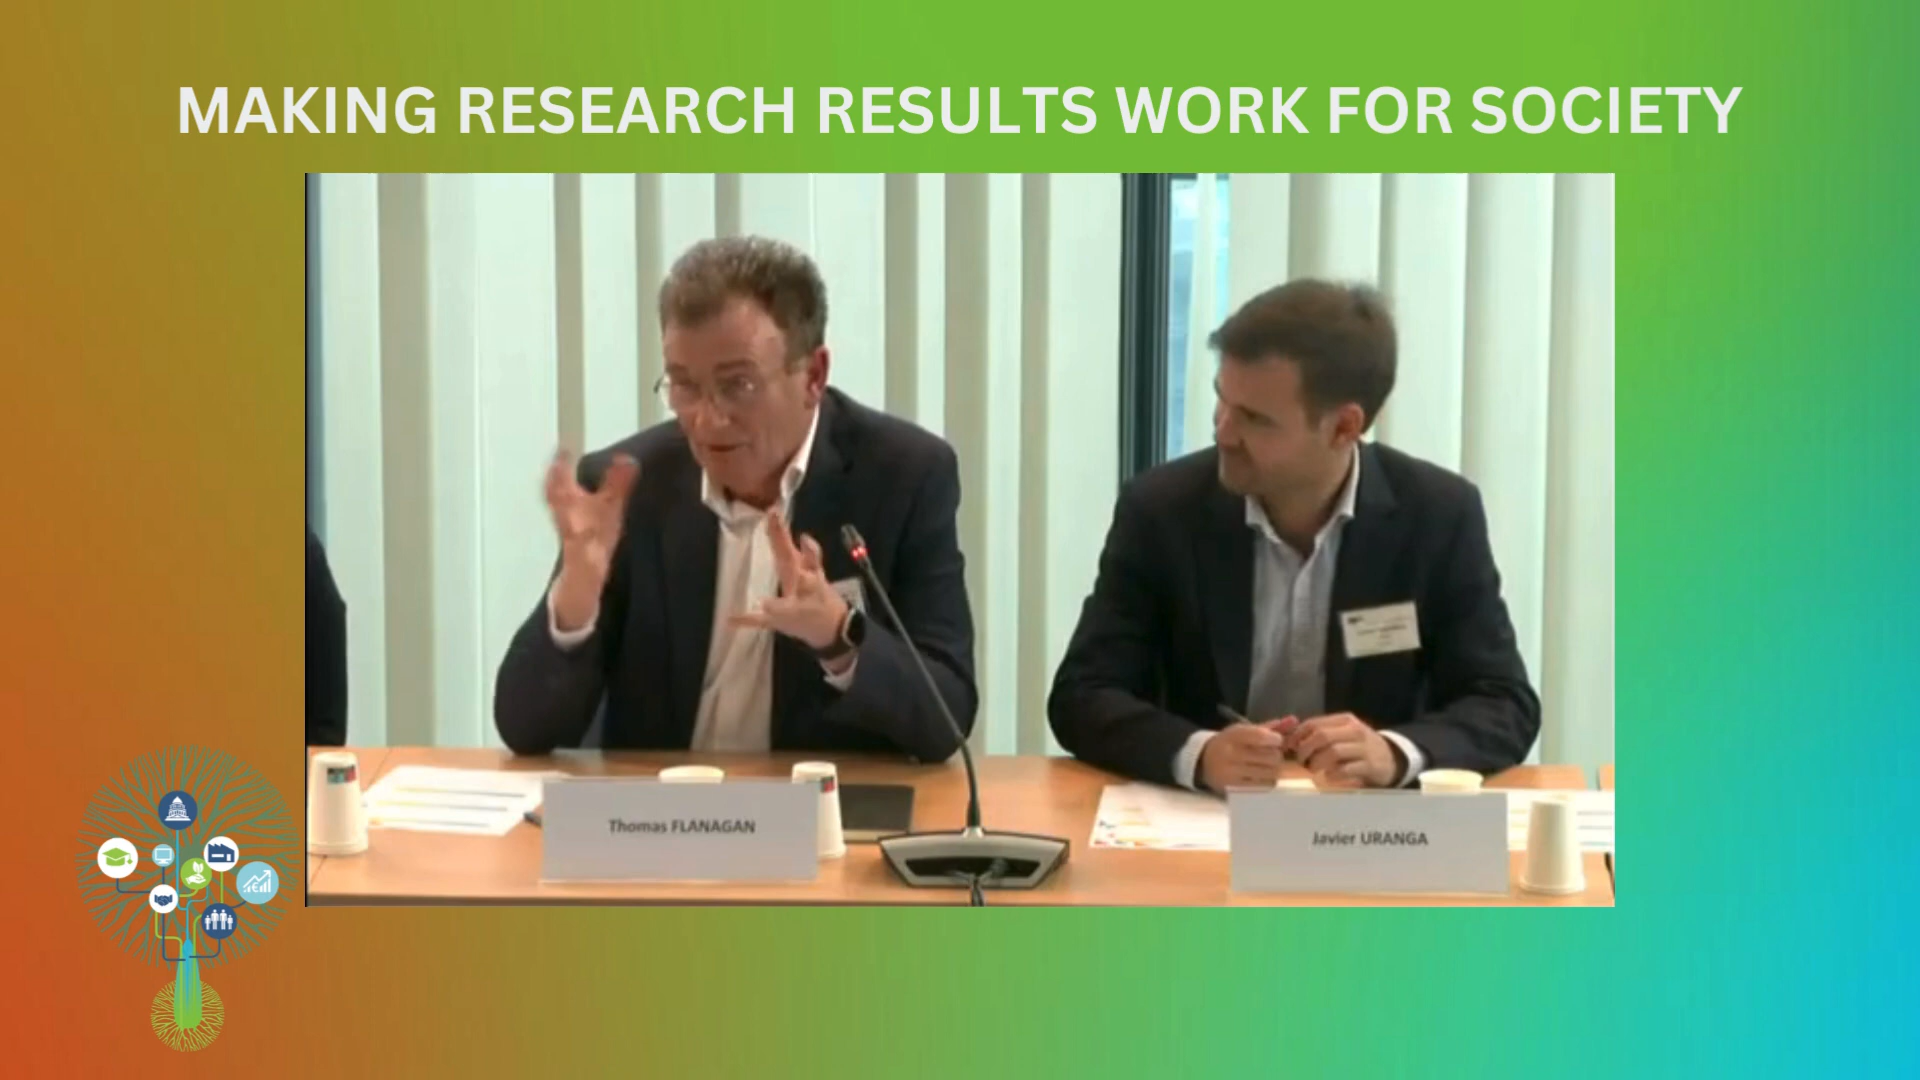 MAKING RESEARCH RESULTS WORK FOR SOCIETY
Thomas FLANAGAN
Javier URANGA